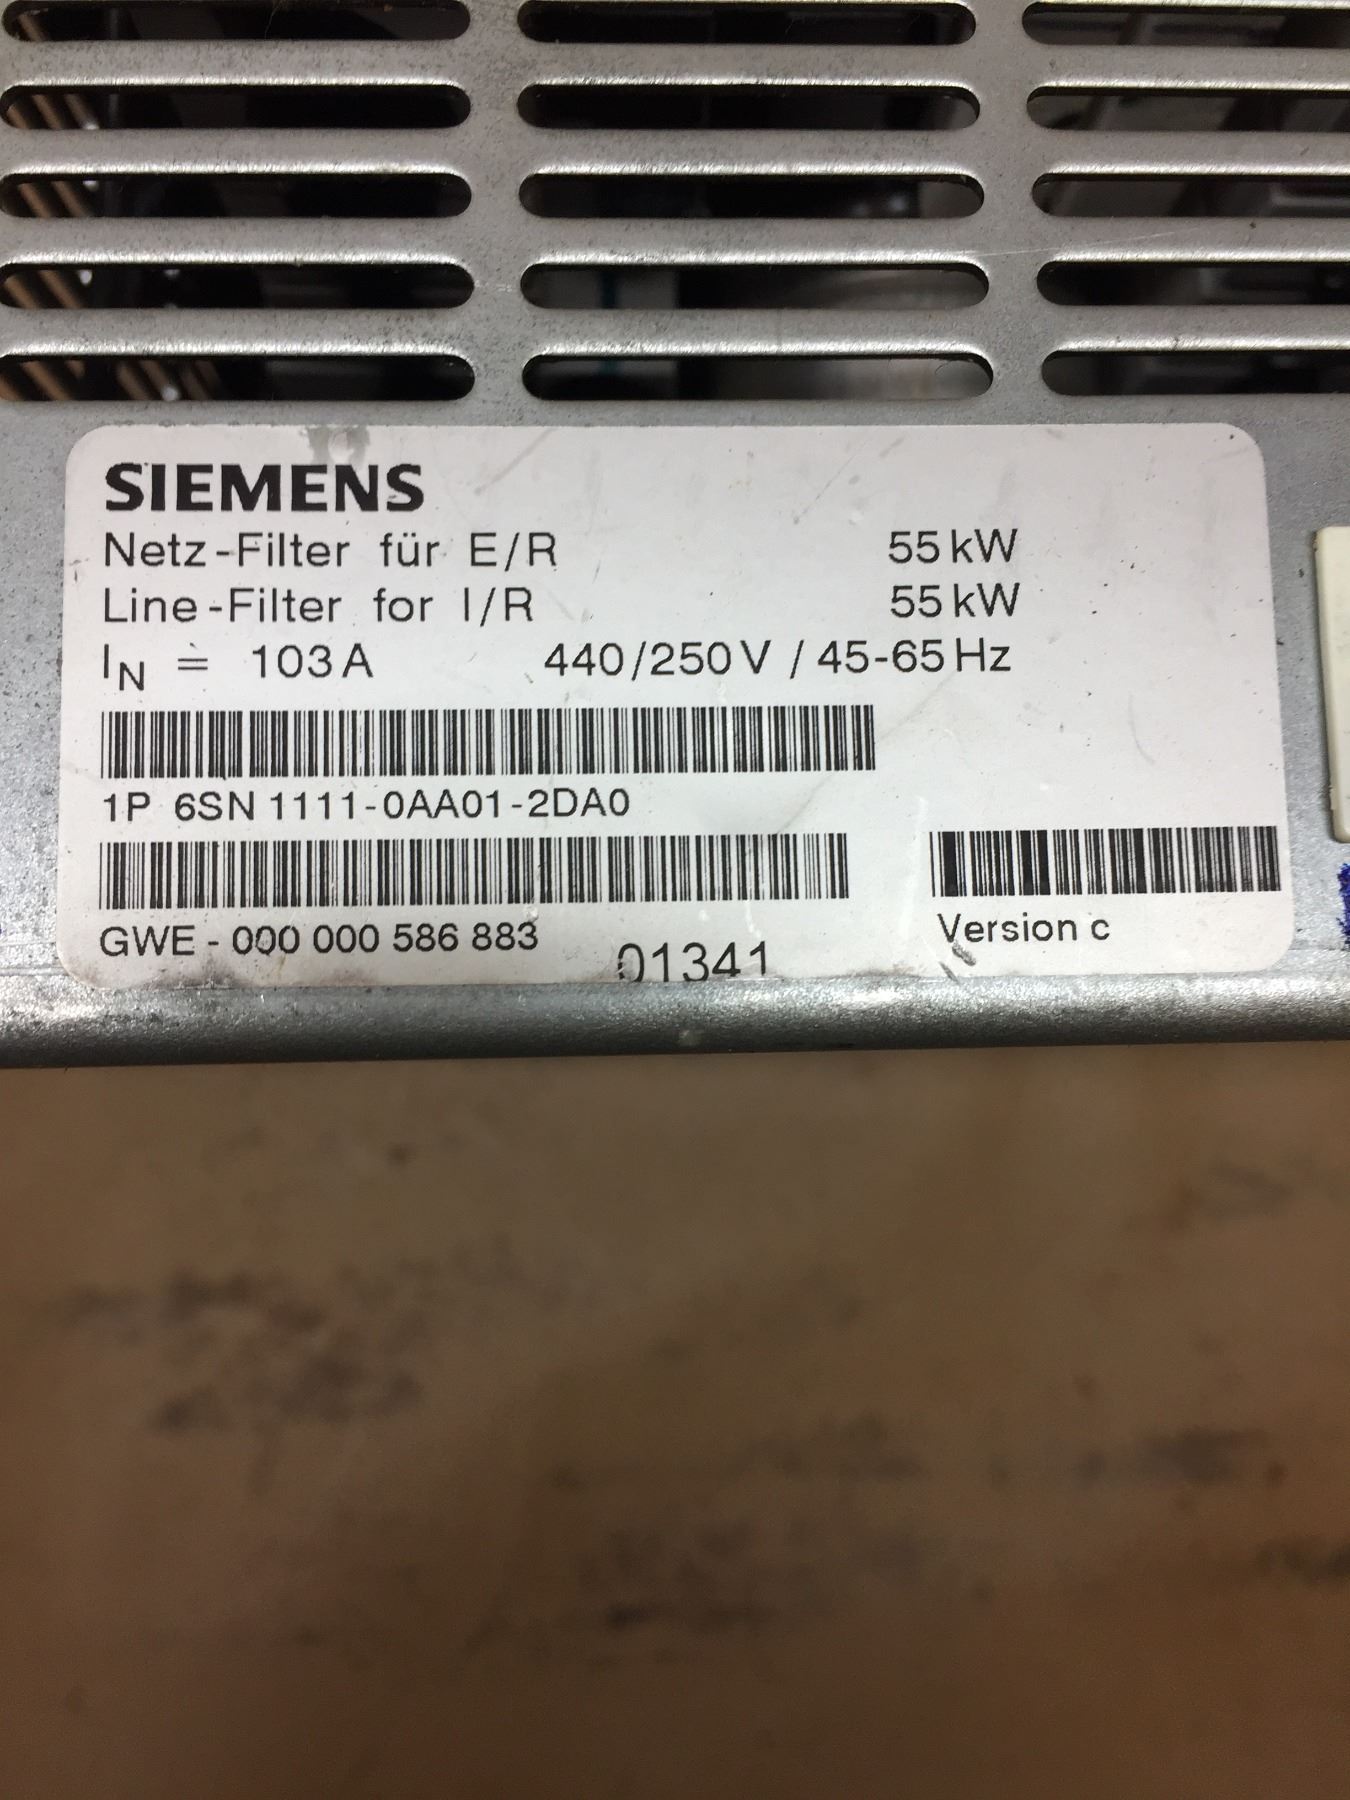 SIEMENS
Netz-Filter für E/R 55 kW
Line-Filter for I/R 55 kW
IN = 103 A 440/250 V / 45-65 Hz
1P 6SN 1111-0AA01-2DA0
GWE - 000 000 586 883
01341
Version c